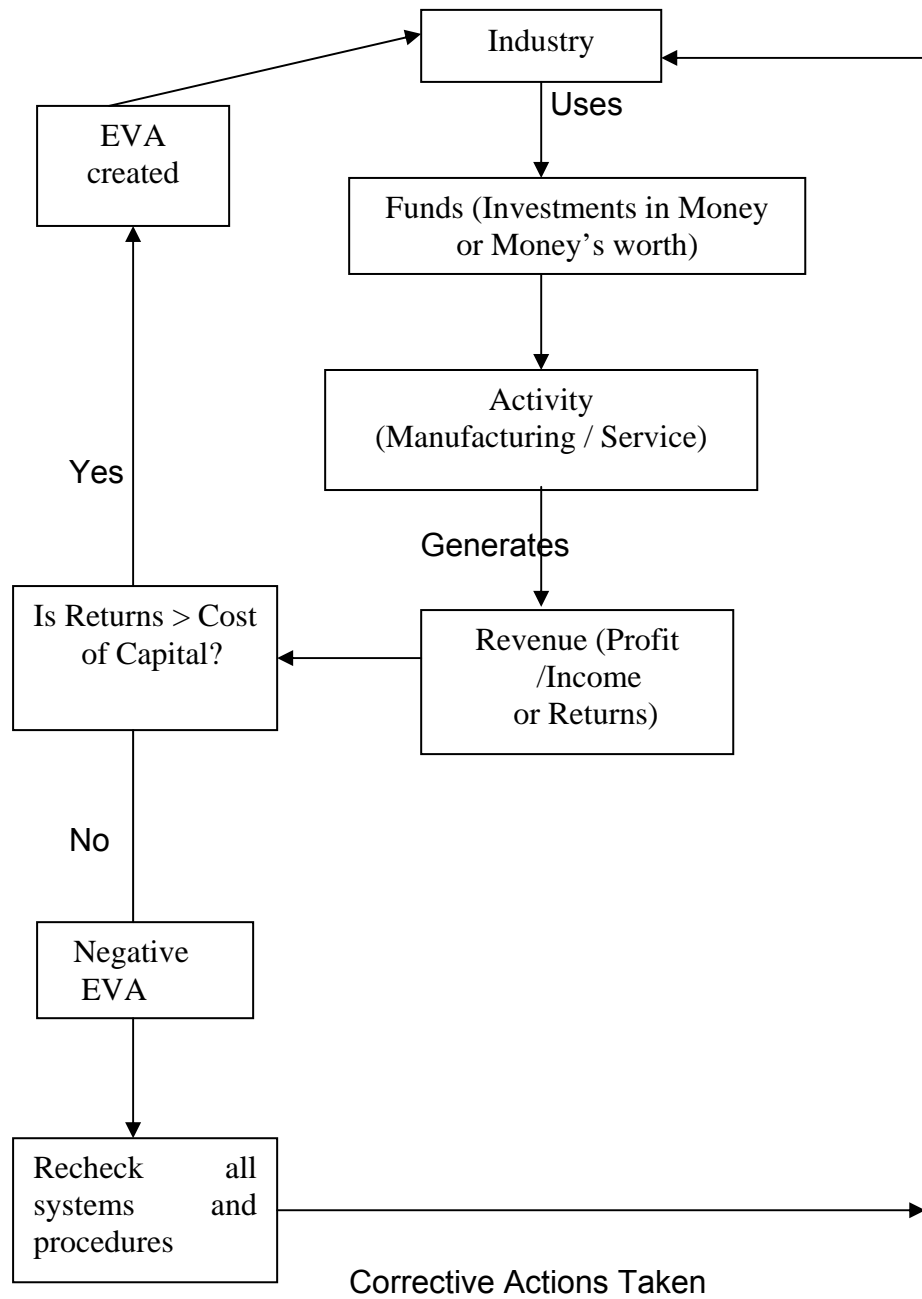 Industry
Uses
EVA
created
Funds (Investments in Money
or Money’s worth)
Activity
(Manufacturing / Service)
Yes
Generates
Is Returns > Cost
of Capital?
Revenue (Profit
/Income
or Returns)
No
Negative
EVA
Recheck all
systems and
procedures
Corrective Actions Taken